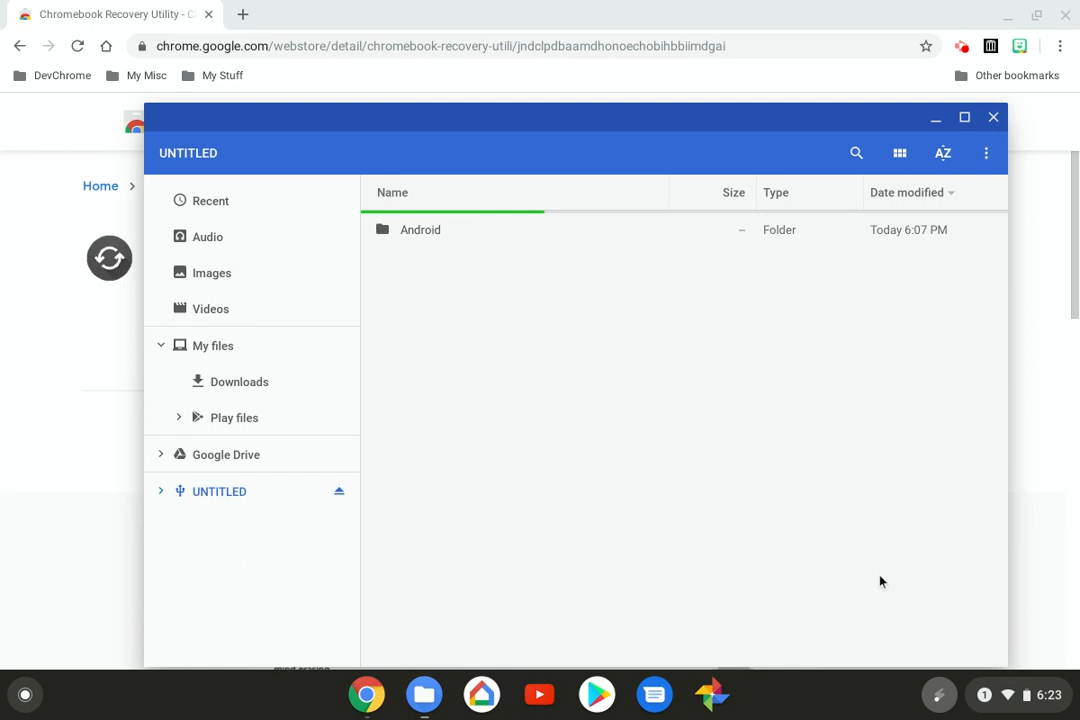 Chromebook Recovery Utility - C
chrome.google.com/webstore/detail/chromebook-recovery-utili/jndclpdbaamdhonoechobihbbiimdgai
DevChrome
My Misc
My Stuff
Other bookmarks
Home
UNTITLED
AZ
Recent
Audio
Images
Videos
My files
Downloads
Play files
Google Drive
UNTITLED
Name
Size
Type
Date modified
Android
--
Folder
Today 6:07 PM
1
6:23